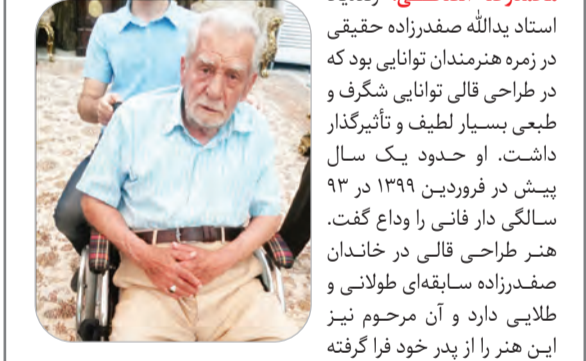 استاد یدالله صفدرزاده حقیقی
در زمره هنرمندان توانایی بود که
در طراحی قالی توانایی شگرف و
طبعی بسیار لطیف و تأثیرگذار
داشت. او حدود یک سال
پیش در فروردین ۱۳۹۹ در ۹۳
سالگی دار فانی را وداع گفت.
هنر طراحی قالی در خاندان
صفدرزاده سابقه‌ای طولانی و
طلایی دارد و آن مرحوم نیز
این هنر را از پدر خود فرا گرفته